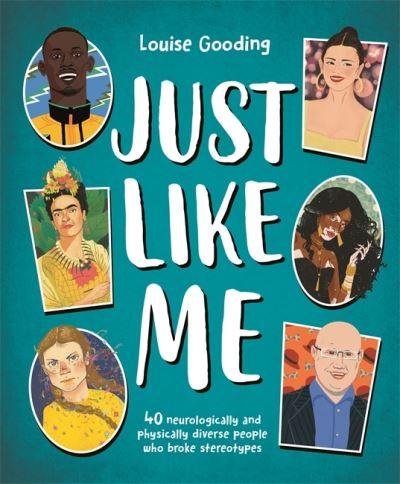 Louise Gooding
JUST
LIKE
ME
40 neurologically and
physically diverse people
who broke stereotypes